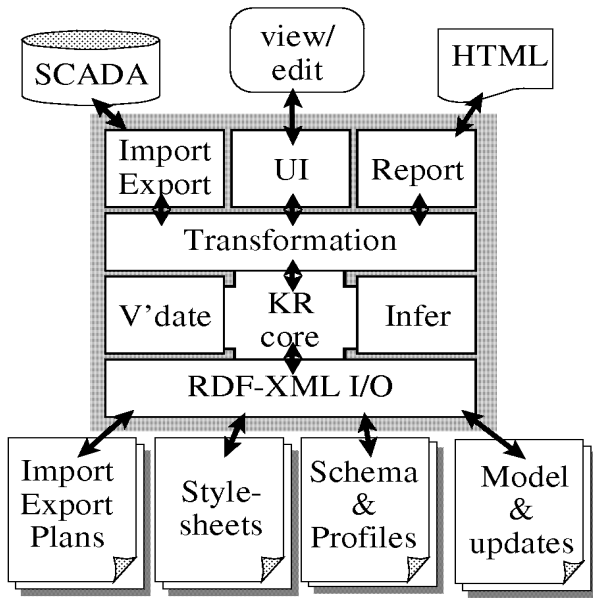 SCADA
view/
edit
HTML
Import
Export
UI
Report
Transformation
V'date
KR
core
Infer
RDF-XML I/O
Import
Export
Plans
Style-
sheets
Schema
&
Profiles
Model
&
updates